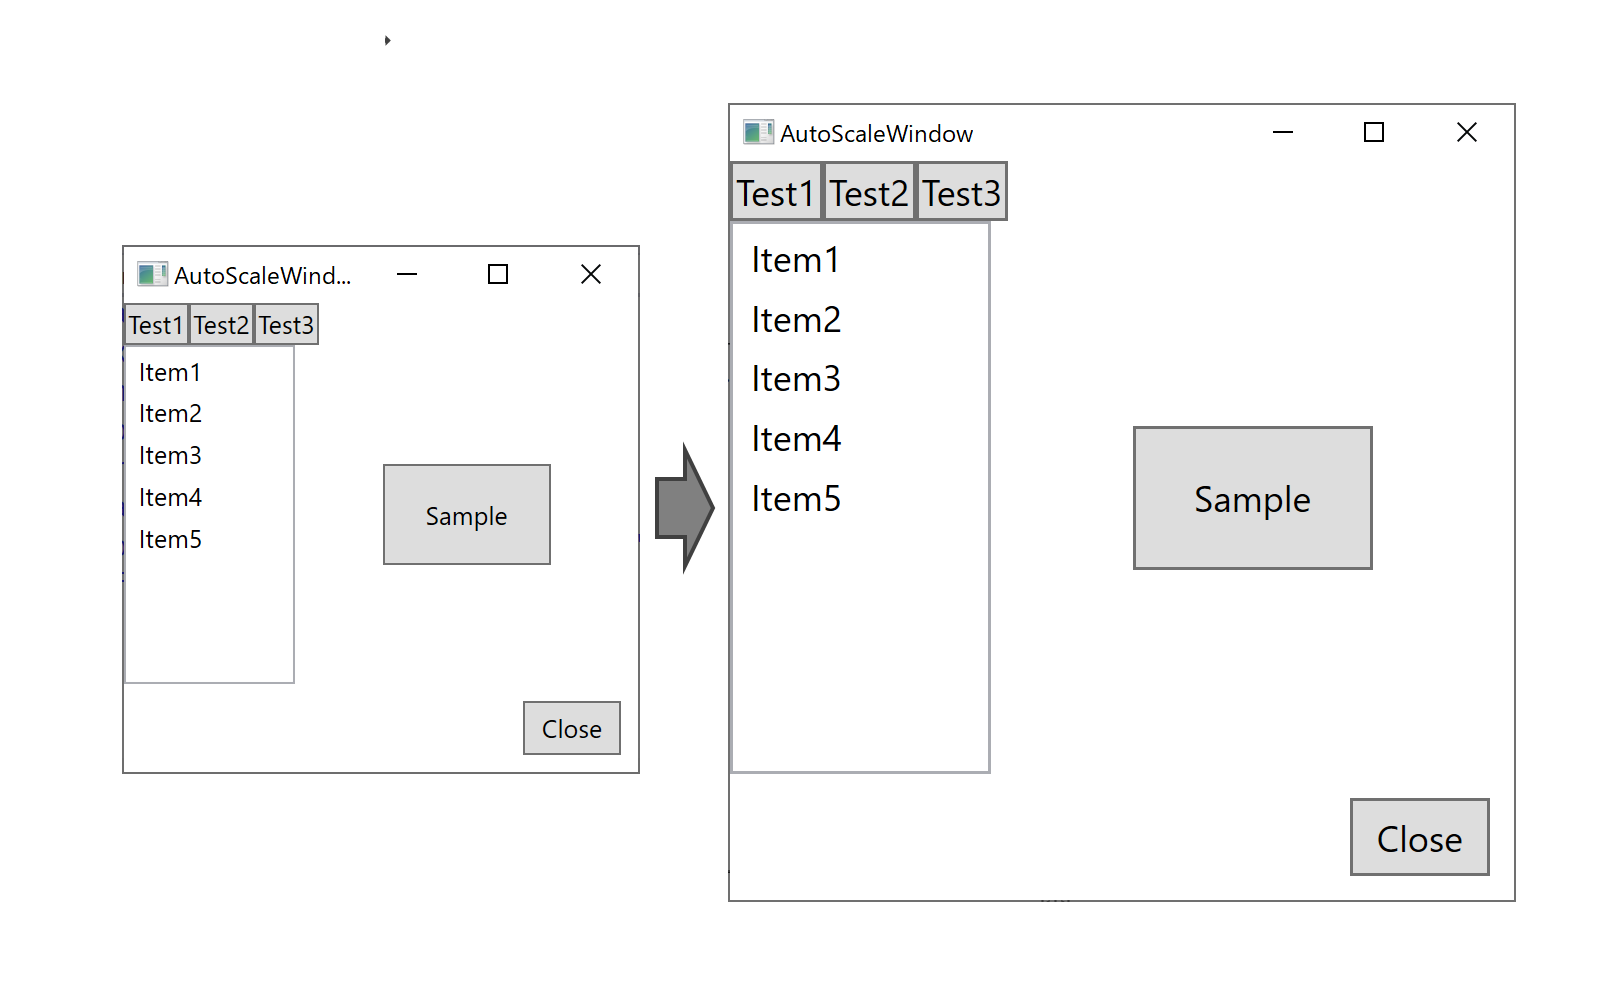 AutoScaleWind...
Test1 Test2 Test3
Item1
Item2
Item3
Item4
Item5
Sample
Close
AutoScaleWindow
Test1 Test2 Test3
Item1
Item2
Item3
Item4
Item5
Sample
Close